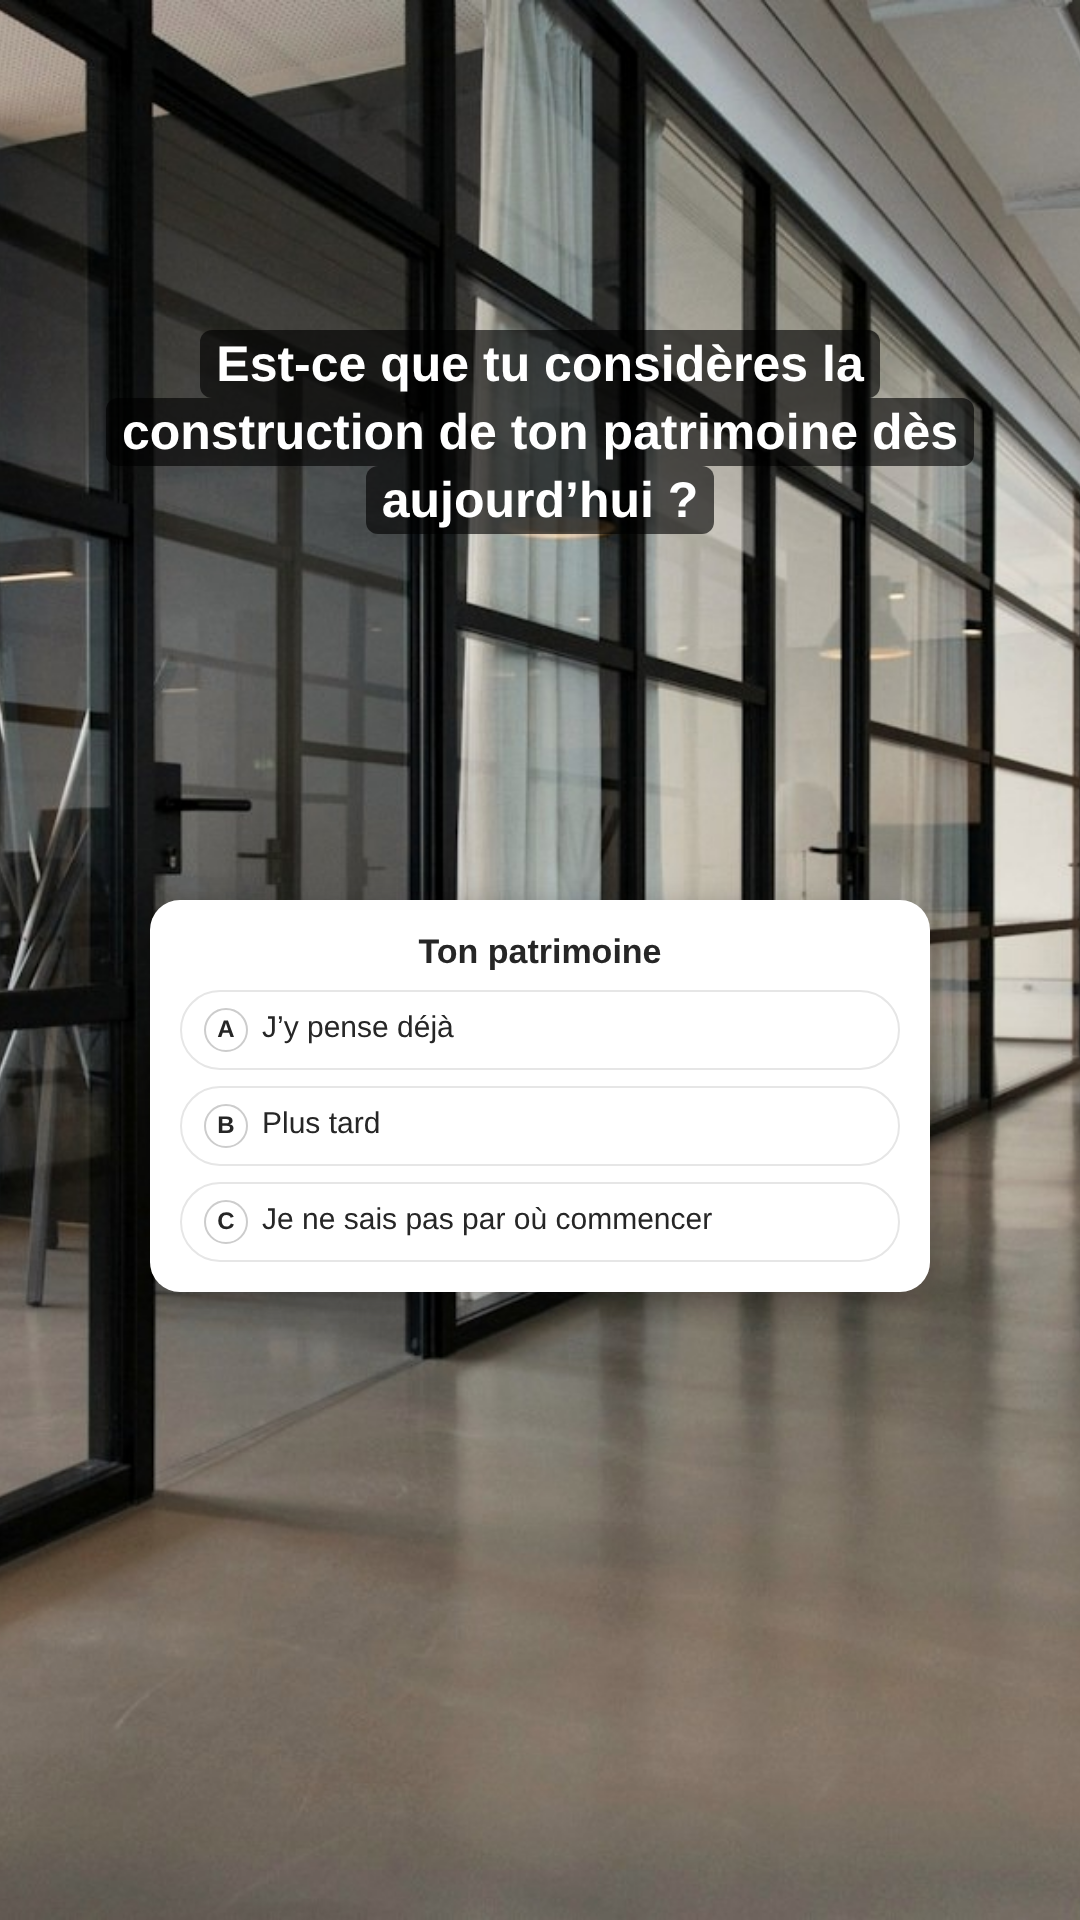 Est-ce que tu considères la
construction de ton patrimoine dès
aujourd’hui ?
Ton patrimoine
A J’y pense déjà
B Plus tard
C Je ne sais pas par où commencer